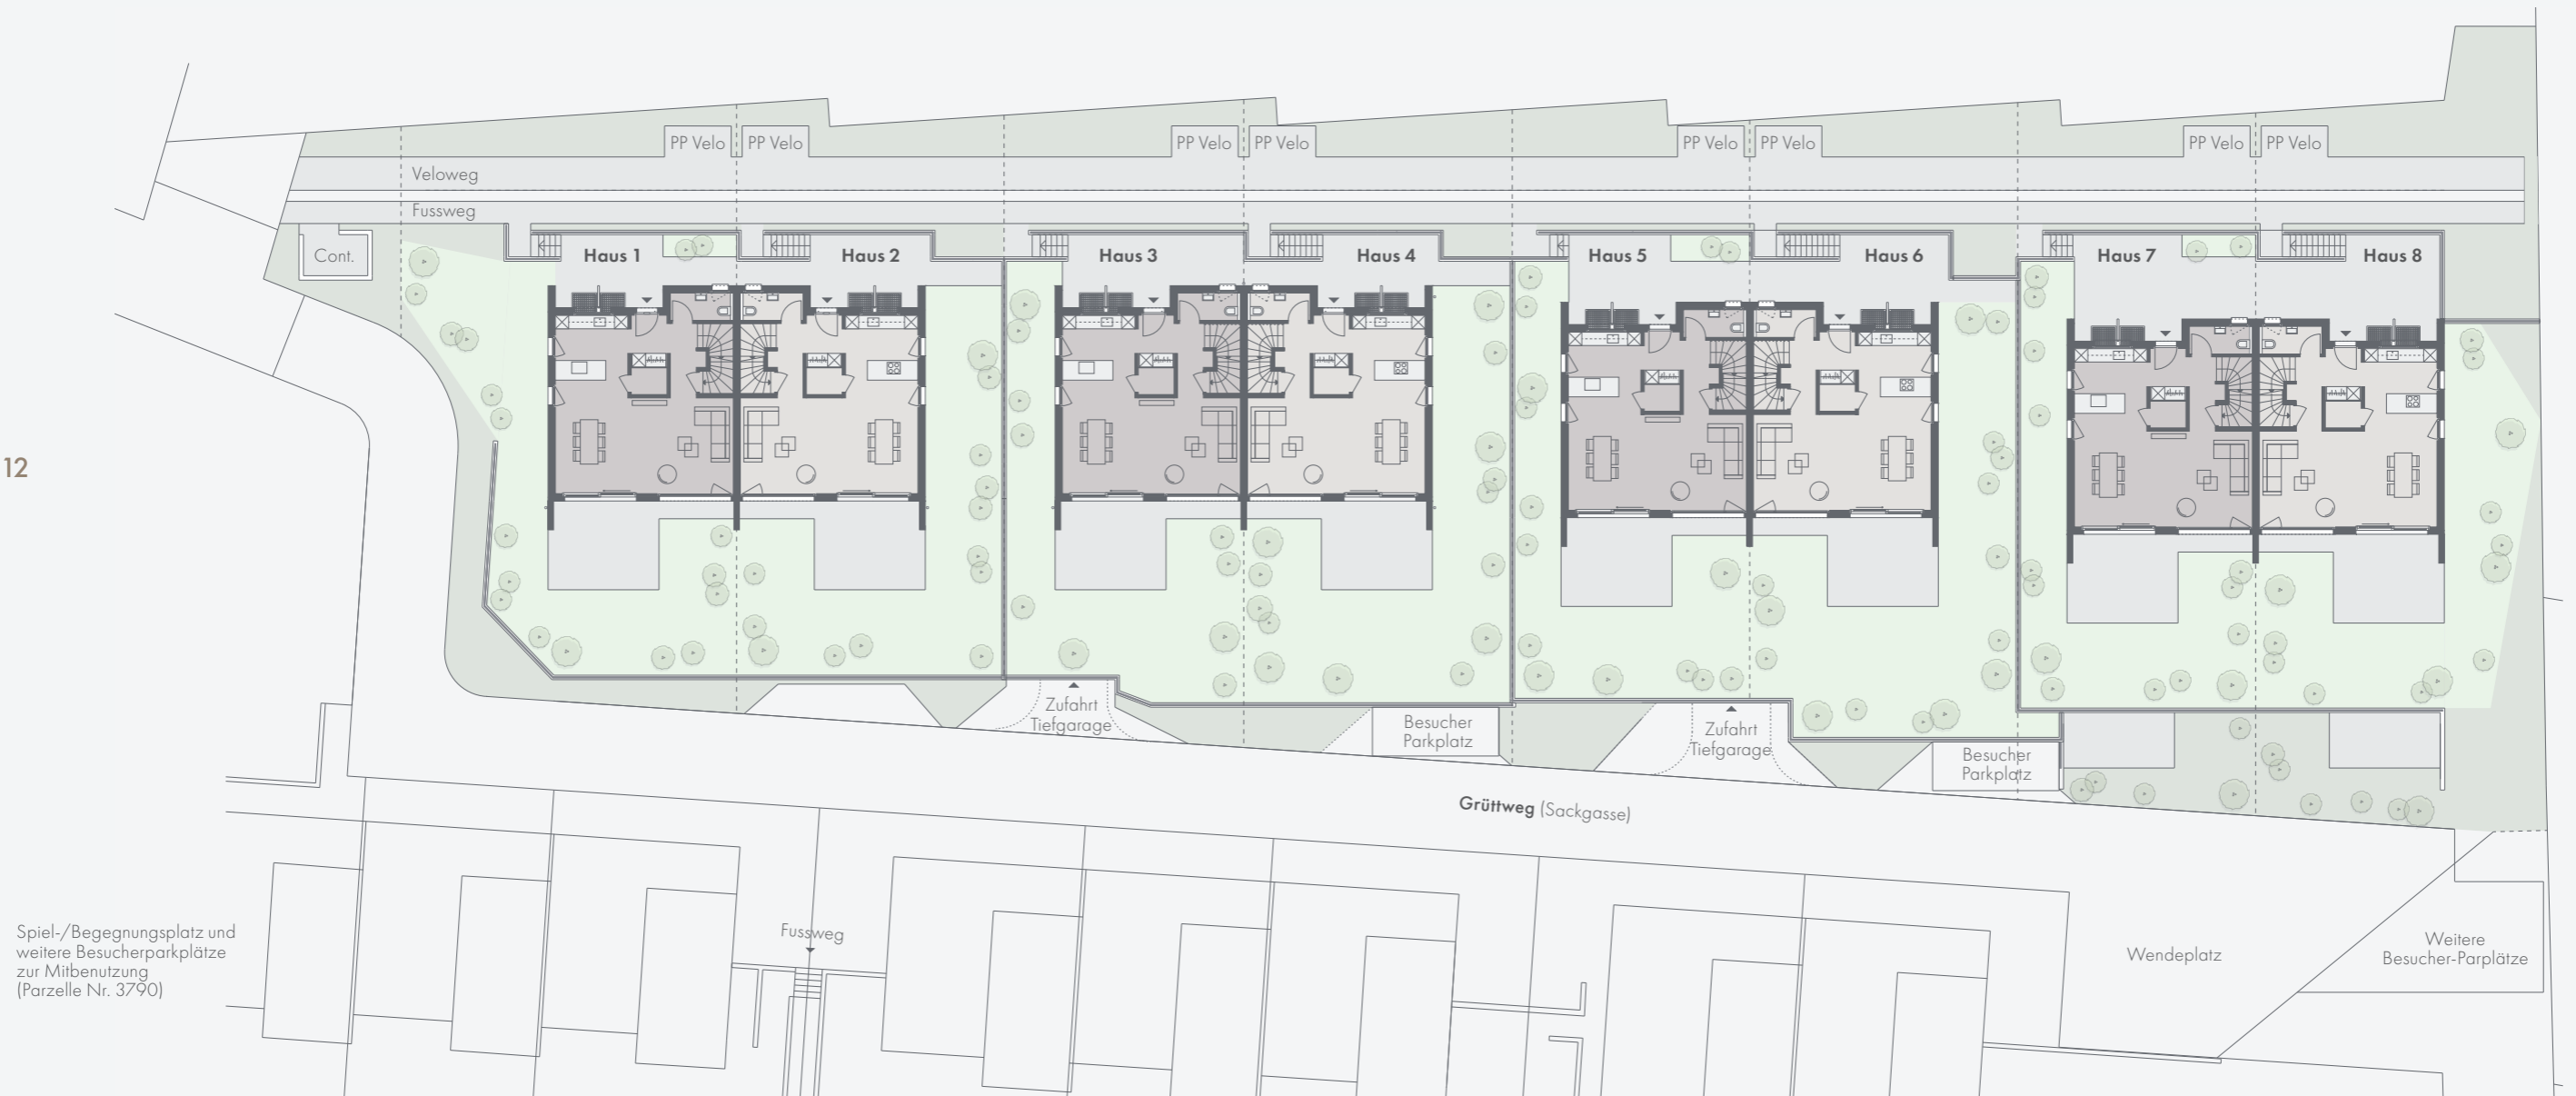 PP Velo PP Velo PP Velo PP Velo PP Velo PP Velo PP Velo PP Velo
Veloweg
Fussweg
Cont.
Haus 1 Haus 2 Haus 3 Haus 4 Haus 5 Haus 6 Haus 7 Haus 8
12
Zufahrt
Tiefgarage
Besucher
Parkplatz
Zufahrt
Tiefgarage
Besucher
Parkplatz
Grüttweg (Sackgasse)
Fussweg
Spiel-/Begegnungsplatz und
weitere Besucherparkplätze
zur Mitbenutzung
(Parzelle Nr. 3790)
Wendeplatz
Weitere
Besucher-Parplätze